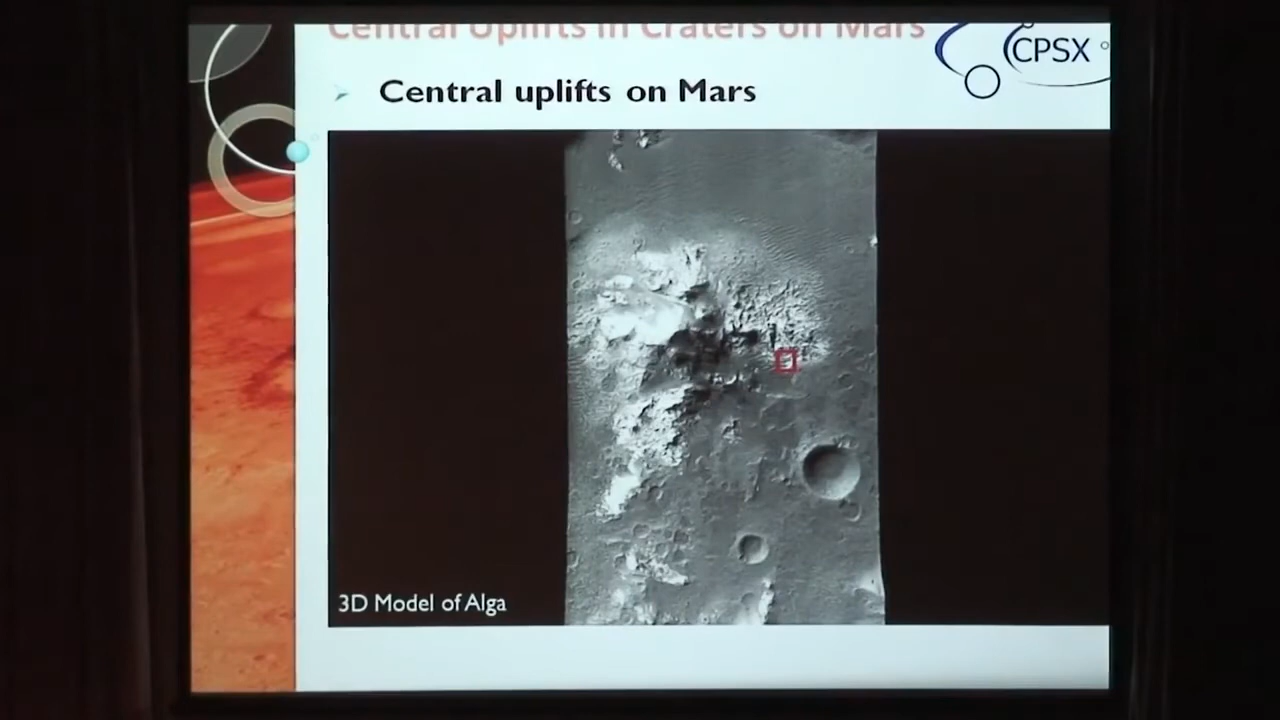 Central Uplifts in Craters on Mars
CPSX
Central uplifts on Mars
3D Model of Alga